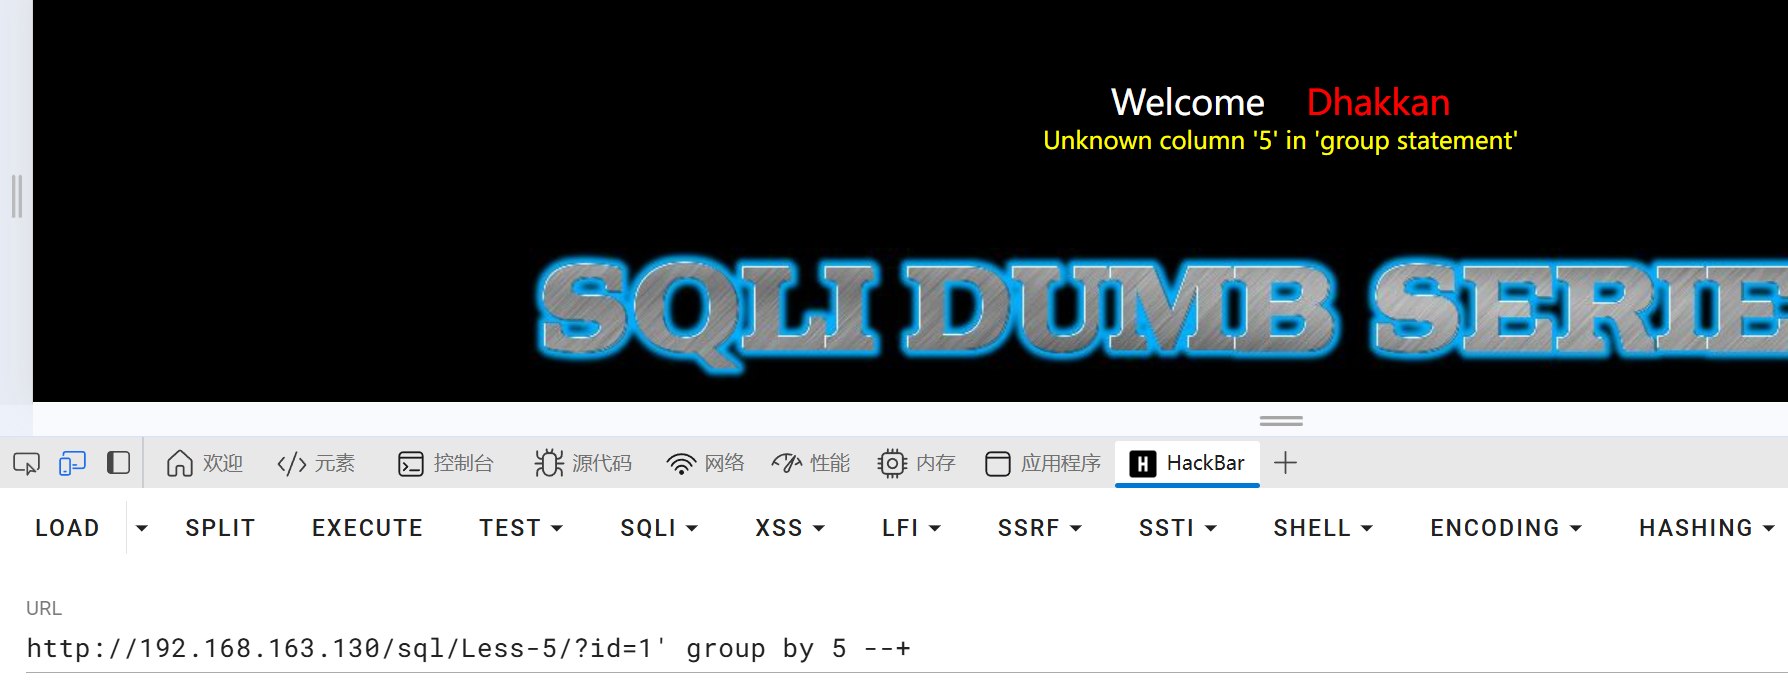 Welcome Dhakkan
Unknown column '5' in 'group statement'
SQLI DUMB SERIE
欢迎 元素 控制台 源代码 网络 性能 内存 应用程序 HackBar
LOAD SPLIT EXECUTE TEST SQLI XSS LFI SSRF SSTI SHELL ENCODING HASHING
URL
http://192.168.163.130/sql/Less-5/?id=1' group by 5 --+